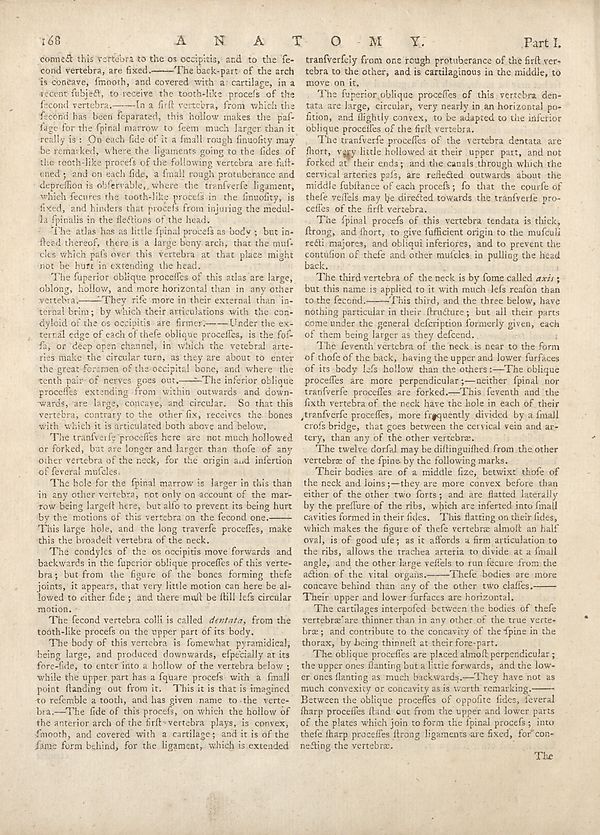 168 A N A T O M Y. Part I.
connect this vertebra to the os occipitis, and to the ſe-
cond vertebra, are fixed.——The back-part of the arch
is concave, ſmooth, and covered with a cartilage, in a
recent ſubject, to receive the tooth-like proceſs of the
ſecond vertebra.——In a firſt vertebra, from which the
ſecond has been ſeparated, this hollow makes the paſ-
ſage for the ſpinal marrow to ſeem much larger than it
really is: On each ſide of it a ſmall rough ſinuoſity may
be remarked, where the ligaments going to the ſides of
the tooth-like proceſs of the following vertebra are faſt-
ened; and on each ſide, a ſmall rough protuberance and
depreſſion is obſervable, where the tranſverſe ligament,
which ſecures the tooth-like proceſs in the ſinuoſity, is
fixed, and hinders that proceſs from injuring the medul-
la ſpinalis in the flections of the head.
The atlas has as little ſpinal proceſs as body; but in-
ſtead thereof, there is a large bony arch, that the muſ-
cles which paſs over this vertebra at that place might
not be hurt in extending the head.
The ſuperior oblique proceſſes of this atlas are large,
oblong, hollow, and more horizontal than in any other
vertebra.——They riſe more in their external than in-
ternal brim; by which their articulations with the con-
dyloid of the os occipitis are firmer.——Under the ex-
ternal edge of each of theſe oblique proceſſes, is the foſ-
ſa, or deep open channel, in which the vetebral arte-
ries make the circular turn, as they are about to enter
the great foramen of the occipital bone, and where the
tenth pair of nerves goes out.——The inferior oblique
proceſſes extending from within outwards and down-
wards, are large, concave, and circular. So that this
vertebra, contrary to the other ſix, receives the bones
with which it is articulated both above and below.
The tranſverſe proceſſes here are not much hollowed
or forked, but are longer and larger than thoſe of any
other vertebra of the neck, for the origin and inſertion
of ſeveral muſcles.
The hole for the ſpinal marrow is larger in this than
in any other vertebra, not only on account of the mar-
row being largeſt here, but alſo to prevent its being hurt
by the motions of this vertebra on the ſecond one.——
This large hole, and the long traverſe proceſſes, make
this the broadeſt vertebra of the neck.
The condyles of the os occipitis move forwards and
backwards in the ſuperior oblique proceſſes of this verte-
bra; but from the figure of the bones forming theſe
joints, it appears, that very little motion can here be al-
lowed to either ſide; and there muſt be ſtill leſs circular
motion.
The ſecond vertebra colli is called dentata, from the
tooth-like proceſs on the upper part of its body.
The body of this vertebra is ſomewhat pyramidical,
being large, and produced downwards, eſpecially at its
fore-ſide, to enter into a hollow of the vertebra below;
while the upper part has a ſquare proceſs with a ſmall
point ſtanding out from it. This it is that is imagined
to reſemble a tooth, and has given name to the verte-
bra.—The ſide of this proceſs, on which the hollow of
the anterior arch of the firſt vertebra plays, is convex,
ſmooth, and covered with a cartilage; and it is of the
ſame form behind, for the ligament, which is extended
tranſverſely from one rough protuberance of the firſt ver-
tebra to the other, and is cartilaginous in the middle, to
move on it.
The ſuperior oblique proceſſes of this vertebra den-
tata are large, circular, very nearly in an horizontal po-
ſition, and ſlightly convex, to be adapted to the inferior
oblique proceſſes of the firſt vertebra.
The tranſverſe proceſſes of the vertebra dentata are
ſhort, very little hollowed at their upper part, and not
forked at their ends; and the canals through which the
cervical arteries paſs, are reflected outwards about the
middle ſubſtance of each proceſs; ſo that the courſe of
theſe veſſels may be directed towards the tranſverſe pro-
ceſſes of the firſt vertebra.
The ſpinal proceſs of this vertebra dentata is thick,
ſtrong, and ſhort, to give ſufficient origin to the muſculi
recti majores, and obliqui inferiores, and to prevent the
contuſion of theſe and other muſcles in pulling the head
back.
The third vertebra of the neck is by ſome called axis;
but this name is applied to it with much leſs reaſon than
to the ſecond.——This third, and the three below, have
nothing particular in their ſtructure; but all their parts
come under the general deſcription formerly given, each
of them being larger as they deſcend.
The ſeventh vertebra of the neck is near to the form
of thoſe of the back, having the upper and lower ſurfaces
of its body leſs hollow than the others:—The oblique
proceſſes are more perpendicular;—neither ſpinal nor
tranſverſe proceſſes are forked.—This ſeventh and the
ſixth vertebra of the neck have the hole in each of their
tranſverſe proceſſes, more frequently divided by a ſmall
croſs bridge, that goes between the cervical vein and ar-
tery, than any of the other vertebræ.
The twelve dorſal may be diſtinguiſhed from the other
vertebræ of the ſpine by the following marks.
Their bodies are of a middle ſize, betwixt thoſe of
the neck and loins;—they are more convex before than
either of the other two ſorts; and are flatted laterally
by the preſſure of the ribs, which are inſerted into ſmall
cavities formed in their ſides. This flatting on their ſides,
which makes the figure of theſe vertebræ almoſt an half
oval, is of good uſe; as it affords a firm articulation to
the ribs, allows the trachea arteria to divide at a ſmall
angle, and the other large veſſels to run ſecure from the
action of the vital organs.——Theſe bodies are more
concave behind than any of the other two claſſes.——
Their upper and lower ſurfaces are horizontal.
The cartilages interpoſed between the bodies of theſe
vertebræ are thinner than in any other of the true verte-
bræ; and contribute to the concavity of the ſpine in the
thorax, by being thinneſt at their fore-part.
The oblique proceſſes are placed almoſt perpendicular;
the upper ones ſlanting but a little forwards, and the low-
er ones ſlanting as much backwards.—They have not as
much convexity or concavity as is worth remarking.——
Between the oblique proceſſes of oppoſite ſides, ſeveral
ſharp proceſſes ſtand out from the upper and lower parts
of the plates which join to form the ſpinal proceſs; into
theſe ſharp proceſſes ſtrong ligaments are fixed, for con-
necting the vertebræ.
The